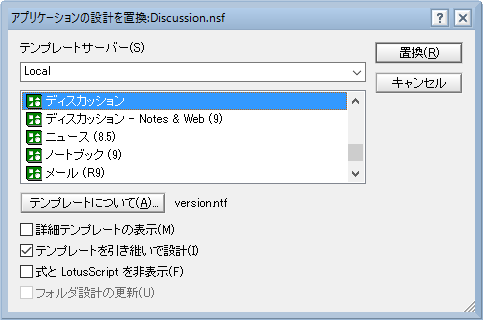 アプリケーションの設計を置換:Discussion.nsf
テンプレートサーバー(S)
置換(R)
Local
キャンセル
ディスカッション
ディスカッション - Notes & Web (9)
ニュース (8.5)
ノートブック (9)
メール (R9)
テンプレートについて(A)... version.ntf
詳細テンプレートの表示(M)
テンプレートを引き継いで設計(I)
式と LotusScript を非表示(F)
フォルダ設計の更新(U)